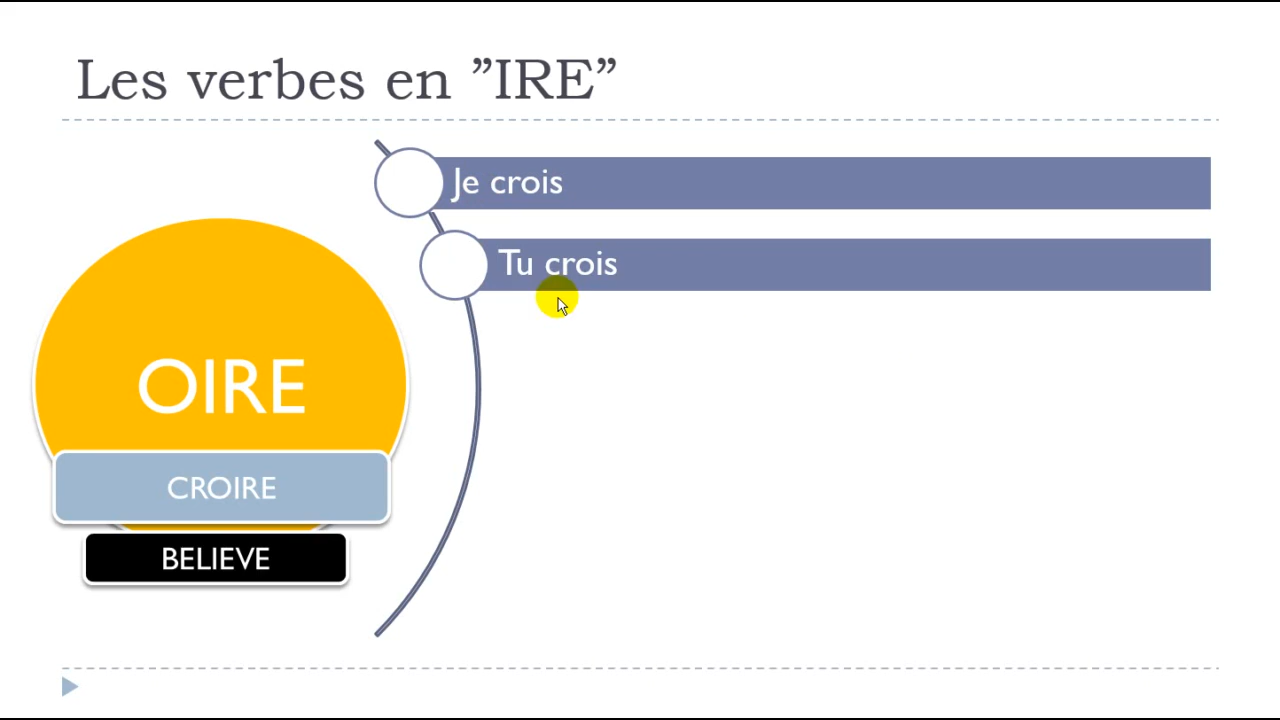 Les verbes en ”IRE”
Je crois
Tu crois
OIRE
CROIRE
BELIEVE